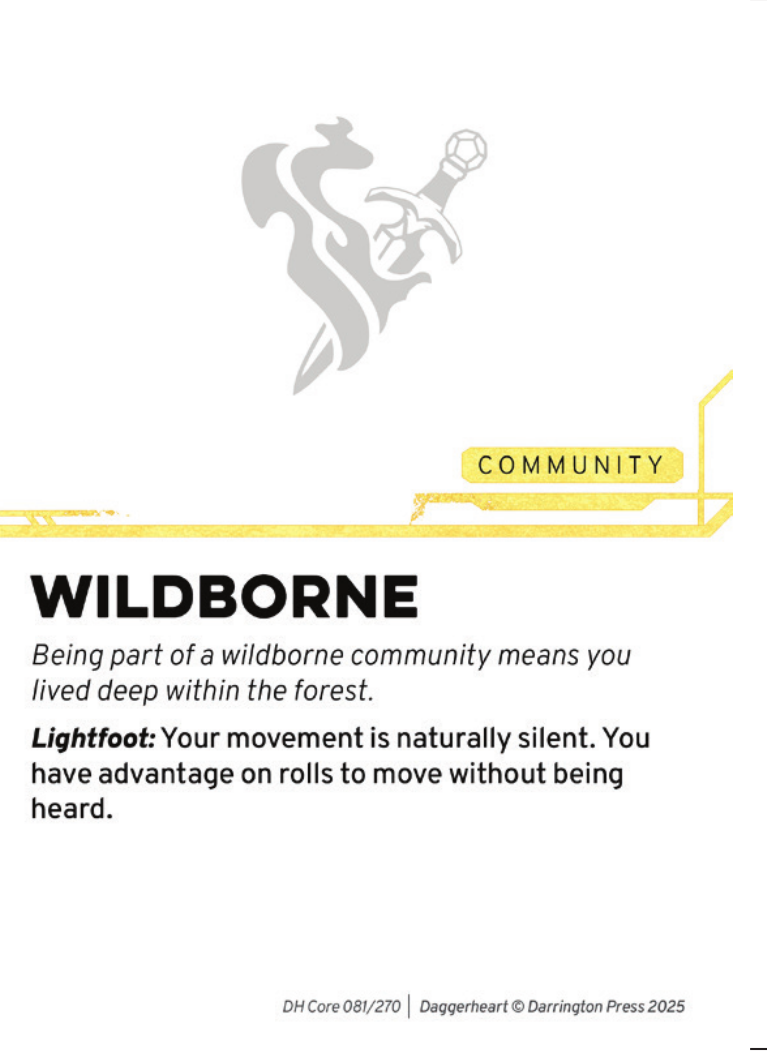 COMMUNITY
WILDBORNE
Being part of a wildborne community means you
lived deep within the forest.
Lightfoot: Your movement is naturally silent. You
have advantage on rolls to move without being
heard.
DH Core 081/270 | Daggerheart © Darrington Press 2025